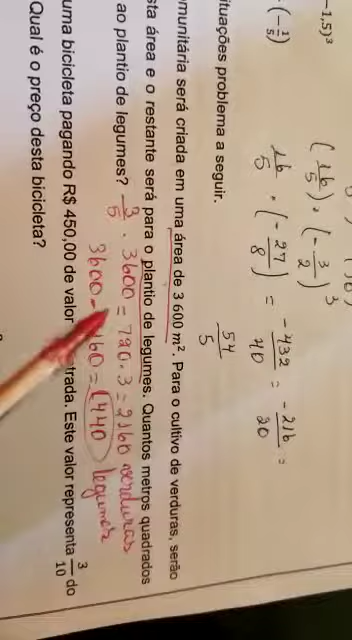 -1,5)³
(-1/5)
(16/5) · (-3/2)³
16/5 · (-27/8) = -432/40 = -216/20 =
54/5
ituações problema a seguir.
munitária será criada em uma área de 3 600 m². Para o cultivo de verduras, serão
sta área e o restante será para o plantio de legumes. Quantos metros quadrados
ao plantio de legumes? 3/5 · 3600 = 720·3 = 2160 verduras
3600 - 160 = 1440 legumes
uma bicicleta pagando R$ 450,00 de valor trada. Este valor representa 3/10 do
Qual é o preço desta bicicleta?